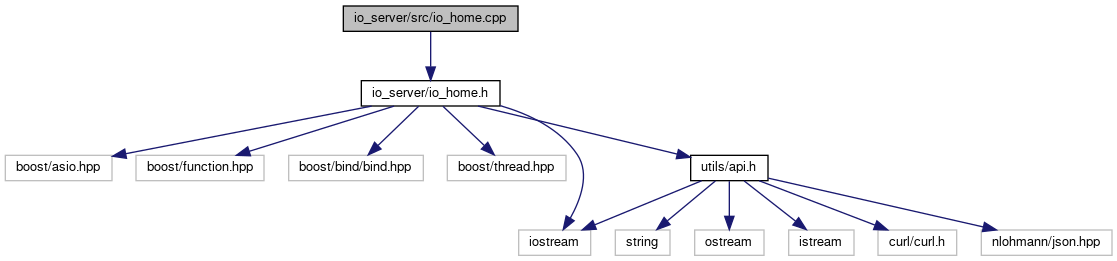 io_server/src/io_home.cpp
io_server/io_home.h
boost/asio.hpp
boost/function.hpp
boost/bind/bind.hpp
boost/thread.hpp
utils/api.h
iostream
string
ostream
istream
curl/curl.h
nlohmann/json.hpp